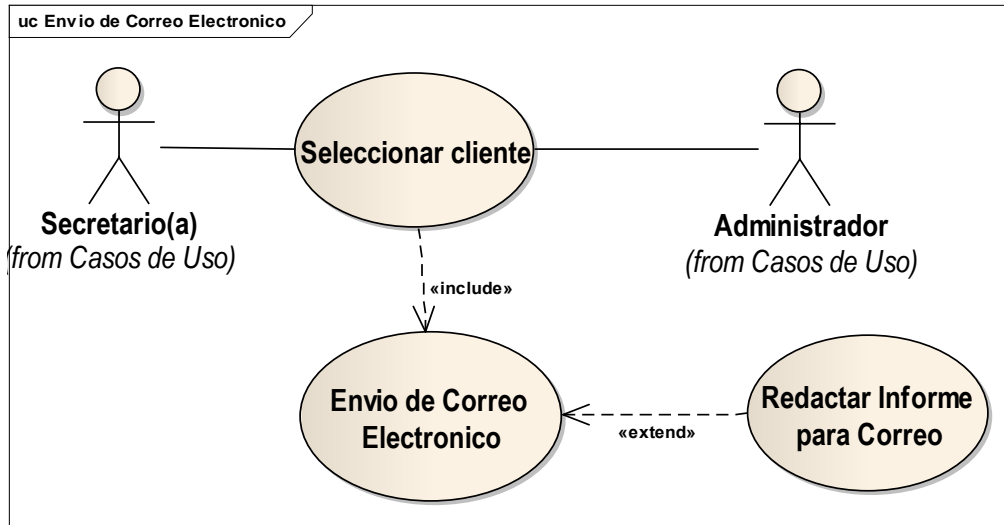 uc Envio de Correo Electronico
Seleccionar cliente
Secretario(a)
(from Casos de Uso)
Administrador
(from Casos de Uso)
«include»
Envio de Correo
Electronico
«extend»
Redactar Informe
para Correo